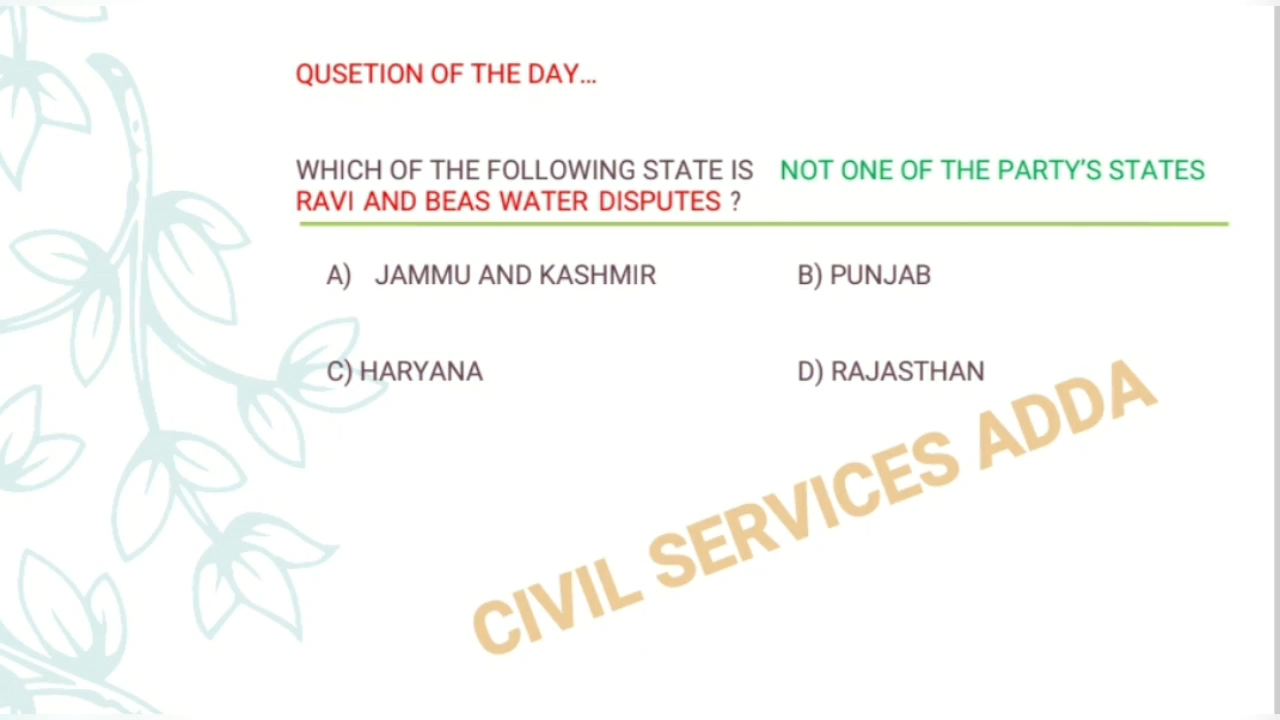 QUSETION OF THE DAY...
WHICH OF THE FOLLOWING STATE IS NOT ONE OF THE PARTY'S STATES
RAVI AND BEAS WATER DISPUTES ?
A) JAMMU AND KASHMIR B) PUNJAB
C) HARYANA D) RAJASTHAN
CIVIL SERVICES ADDA